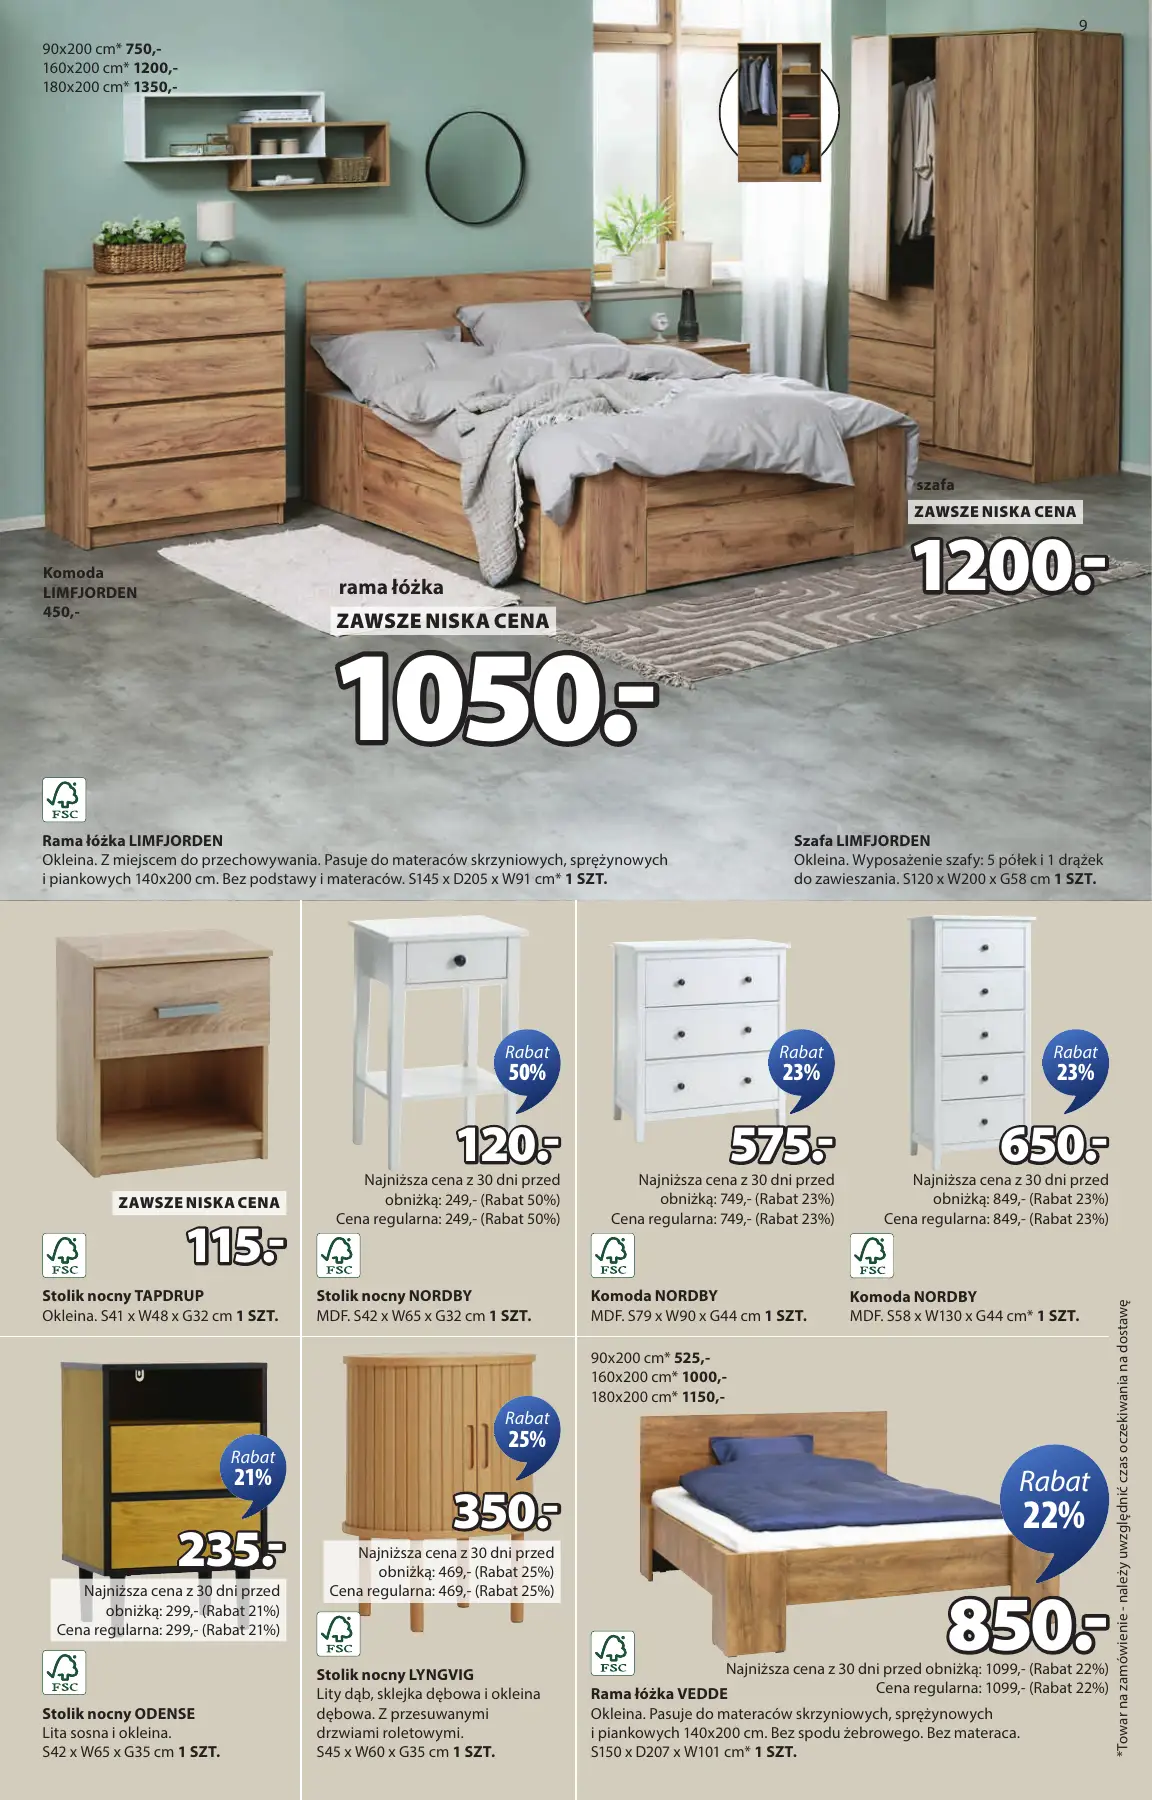 9
90x200 cm* 750,-
160x200 cm* 1200,-
180x200 cm* 1350,-
szafa
ZAWSZE NISKA CENA
1200.-
Komoda
LIMFJORDEN
450,-
rama łóżka
ZAWSZE NISKA CENA
1050.-
FSC
Rama łóżka LIMFJORDEN
Okleina. Z miejscem do przechowywania. Pasuje do materaców skrzyniowych, sprężynowych
i piankowych 140x200 cm. Bez podstawy i materaców. S145 x D205 x W91 cm* 1 SZT.
Szafa LIMFJORDEN
Okleina. Wyposażenie szafy: 5 półek i 1 drążek
do zawieszania. S120 x W200 x G58 cm 1 SZT.
ZAWSZE NISKA CENA
115.-
FSC
Stolik nocny TAPDRUP
Okleina. S41 x W48 x G32 cm 1 SZT.
Rabat
50%
120.-
Najniższa cena z 30 dni przed
obniżką: 249,- (Rabat 50%)
Cena regularna: 249,- (Rabat 50%)
FSC
Stolik nocny NORDBY
MDF. S42 x W65 x G32 cm 1 SZT.
Rabat
23%
575.-
Najniższa cena z 30 dni przed
obniżką: 749,- (Rabat 23%)
Cena regularna: 749,- (Rabat 23%)
FSC
Komoda NORDBY
MDF. S79 x W90 x G44 cm 1 SZT.
Rabat
23%
650.-
Najniższa cena z 30 dni przed
obniżką: 849,- (Rabat 23%)
Cena regularna: 849,- (Rabat 23%)
FSC
Komoda NORDBY
MDF. S58 x W130 x G44 cm* 1 SZT.
Rabat
21%
235.-
Najniższa cena z 30 dni przed
obniżką: 299,- (Rabat 21%)
Cena regularna: 299,- (Rabat 21%)
FSC
Stolik nocny ODENSE
Lita sosna i okleina.
S42 x W65 x G35 cm 1 SZT.
Rabat
25%
350.-
Najniższa cena z 30 dni przed
obniżką: 469,- (Rabat 25%)
Cena regularna: 469,- (Rabat 25%)
FSC
Stolik nocny LYNGVIG
Lity dąb, sklejka dębowa i okleina
dębowa. Z przesuwanymi
drzwiami roletowymi.
S45 x W60 x G35 cm 1 SZT.
90x200 cm* 525,-
160x200 cm* 1000,-
180x200 cm* 1150,-
Rabat
22%
850.-
Najniższa cena z 30 dni przed obniżką: 1099,- (Rabat 22%)
Cena regularna: 1099,- (Rabat 22%)
FSC
Rama łóżka VEDDE
Okleina. Pasuje do materaców skrzyniowych, sprężynowych
i piankowych 140x200 cm. Bez spodu żebrowego. Bez materaca.
S150 x D207 x W101 cm* 1 SZT.
*Towar na zamówienie - należy uwzględnić czas oczekiwania na dostawę